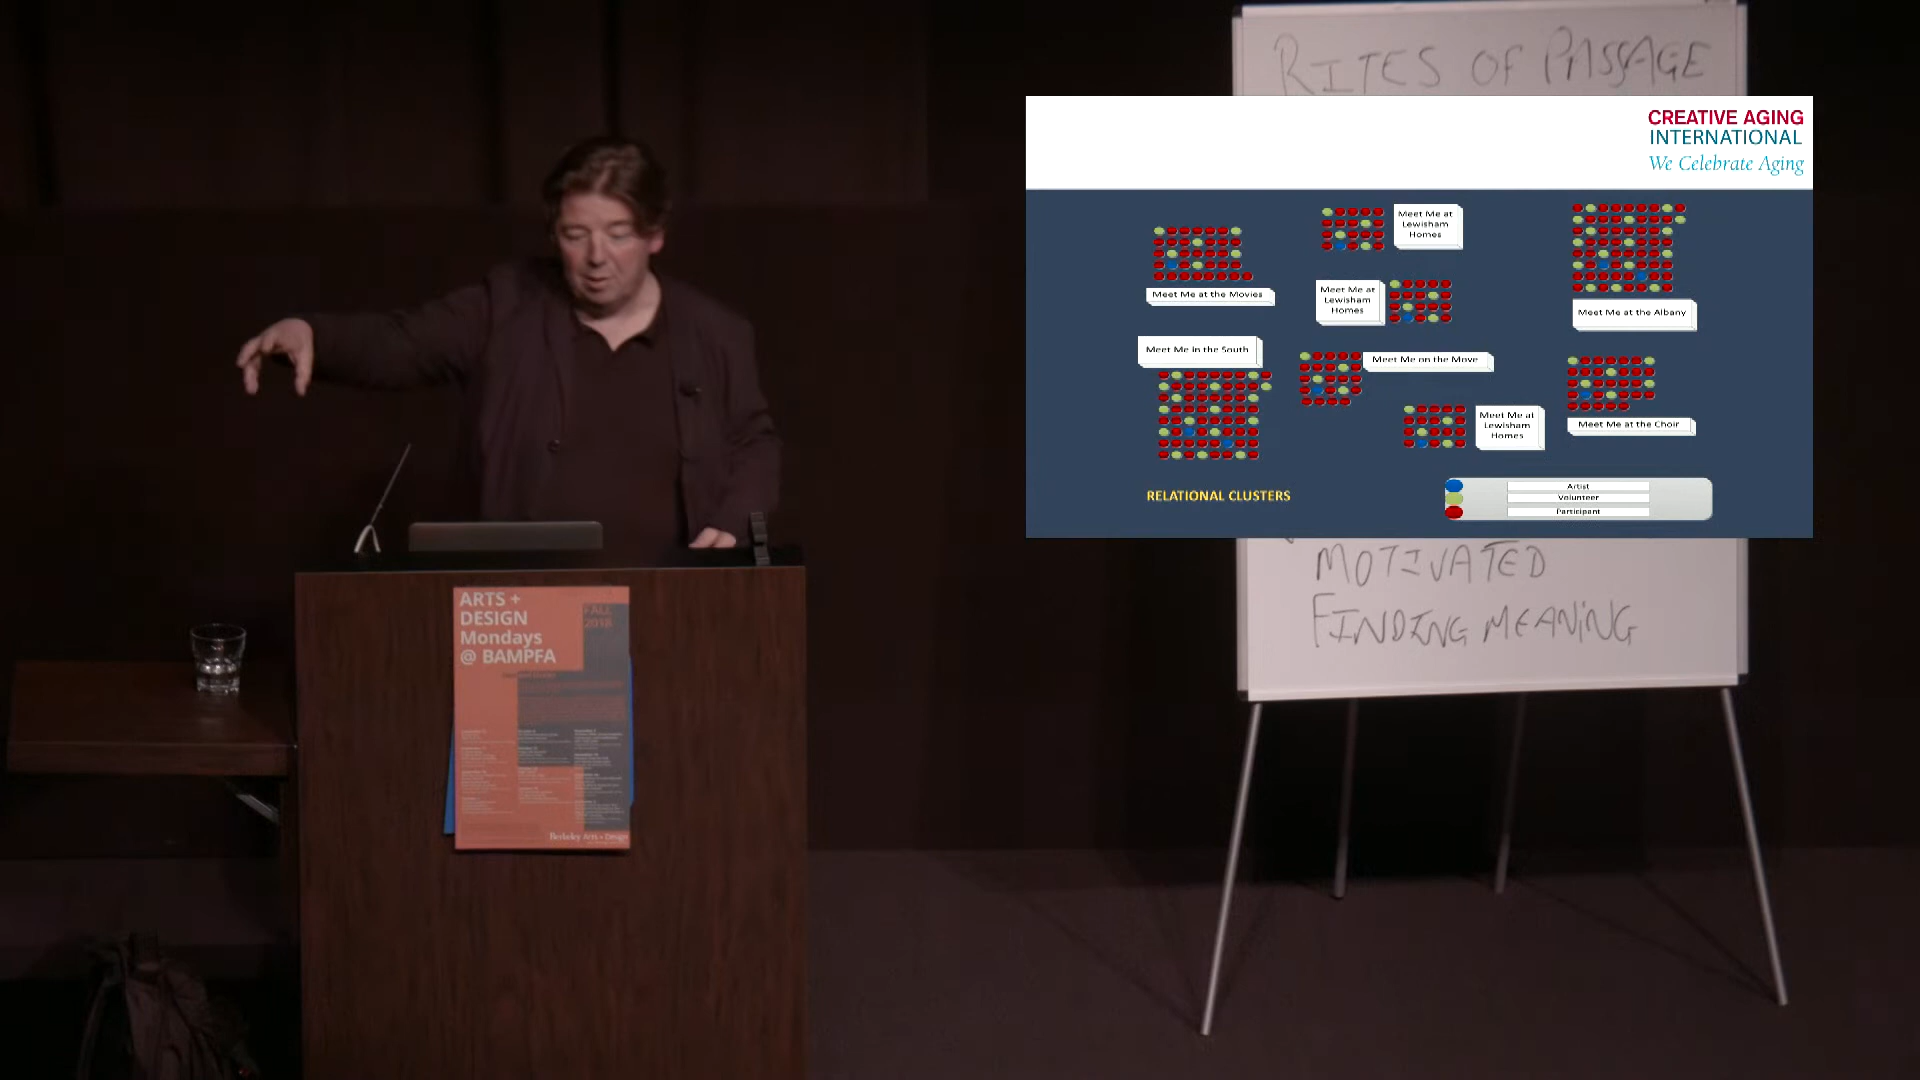 RITES OF PASSAGE
CREATIVE AGING
INTERNATIONAL
We Celebrate Aging
Meet Me at
Lewisham
Homes
Meet Me at the Movies
Meet Me at
Lewisham
Homes
Meet Me at the Albany
Meet Me in the South
Meet Me on the Move
Meet Me at
Lewisham
Homes
Meet Me at the Choir
RELATIONAL CLUSTERS
Artist
Volunteer
Participant
MOTIVATED
FINDING MEANING
ARTS +
DESIGN
Mondays
@ BAMPFA
FALL
2018
Berkeley Arts + Design